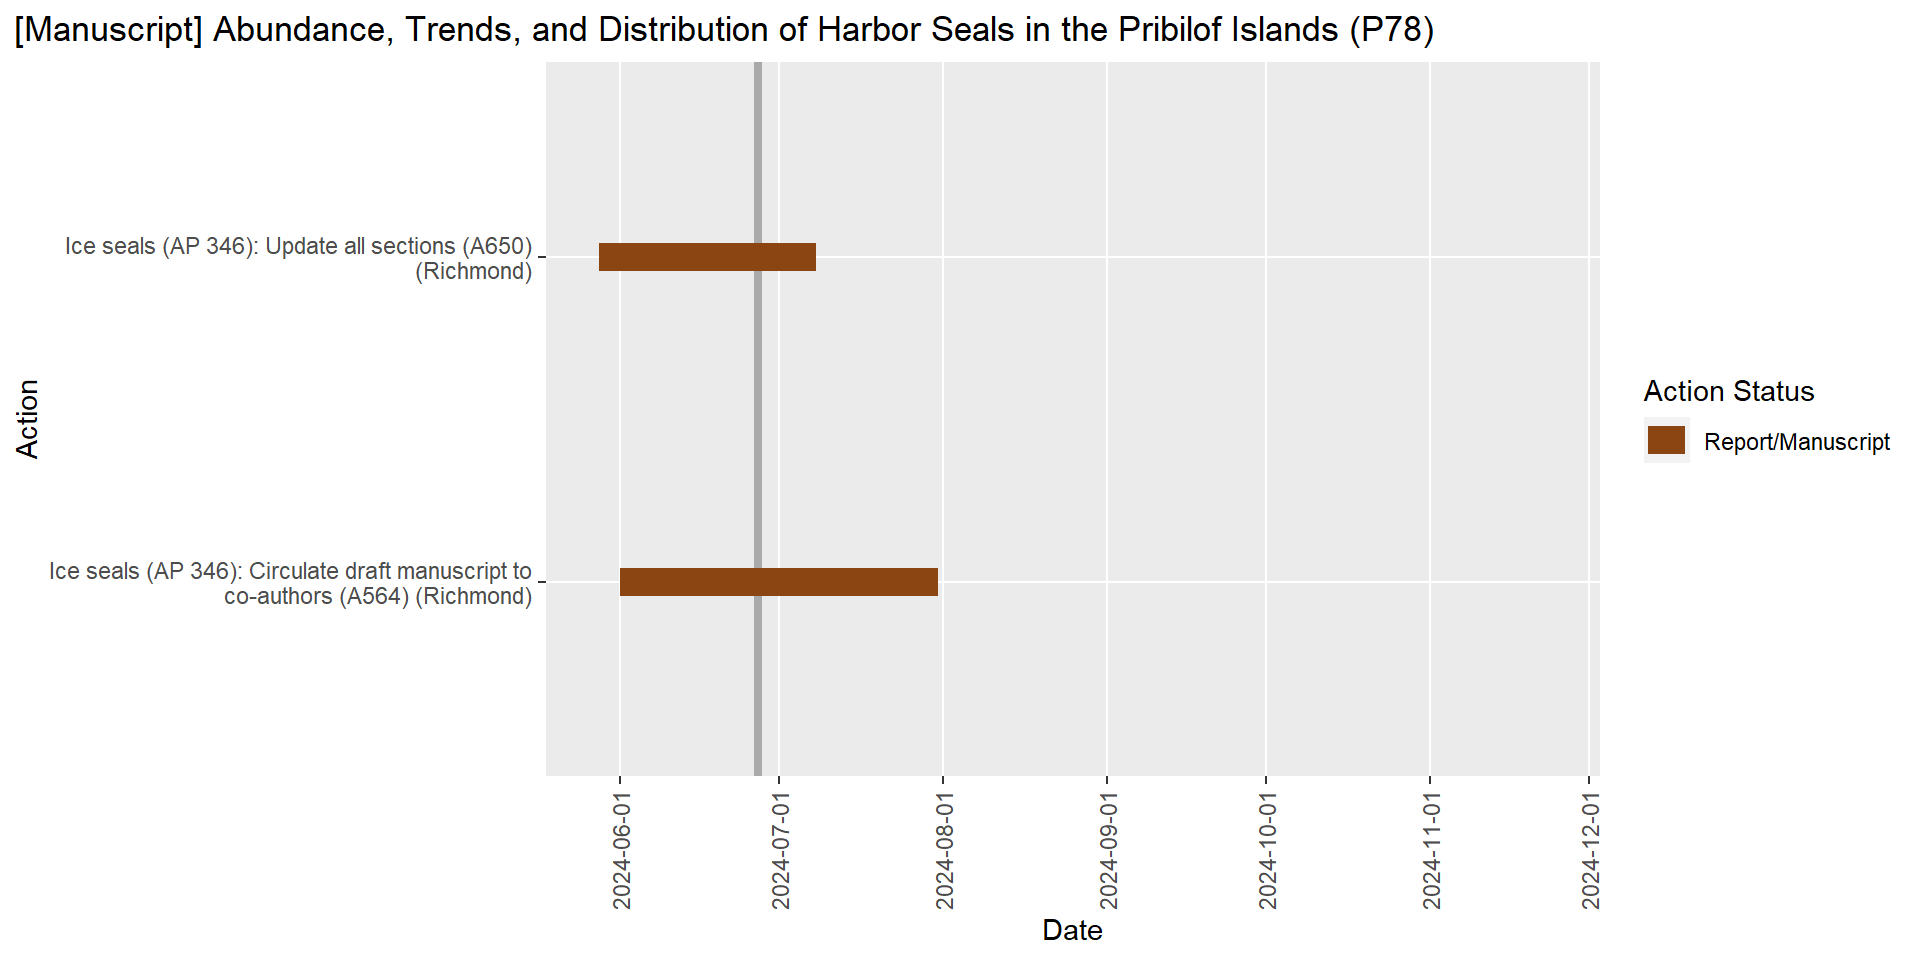 [Manuscript] Abundance, Trends, and Distribution of Harbor Seals in the Pribilof Islands (P78)
Action
Ice seals (AP 346): Update all sections (A650)
(Richmond)
Ice seals (AP 346): Circulate draft manuscript to
co-authors (A564) (Richmond)
2024-06-01
2024-07-01
2024-08-01
2024-09-01
2024-10-01
2024-11-01
2024-12-01
Date
Action Status
Report/Manuscript